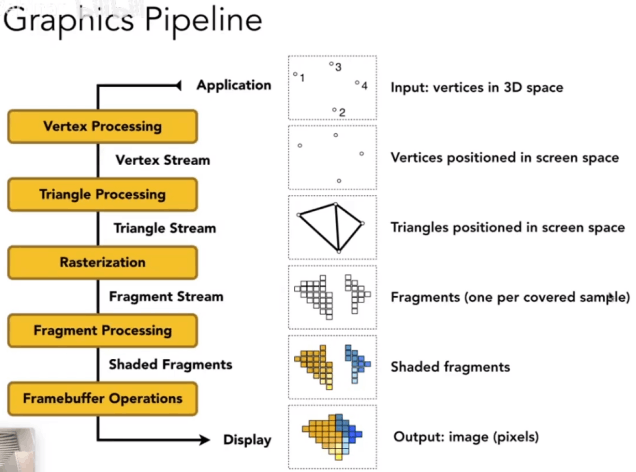 Graphics Pipeline
Application
Vertex Processing
Vertex Stream
Triangle Processing
Triangle Stream
Rasterization
Fragment Stream
Fragment Processing
Shaded Fragments
Framebuffer Operations
Display
1
3
4
2
Input: vertices in 3D space
Vertices positioned in screen space
Triangles positioned in screen space
Fragments (one per covered sample)
Shaded fragments
Output: image (pixels)